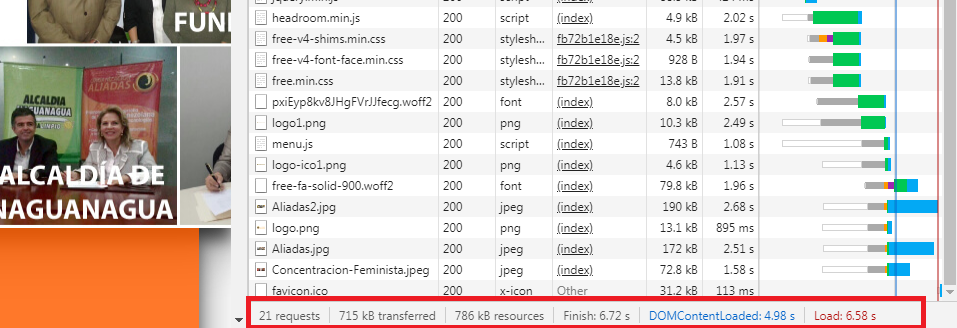 FUN
ALIADAS
ALCALDIA
NAGUANAGUA
ALCALDÍA DE
NAGUANAGUA
headroom.min.js 200 script (index) 4.9 kB 2.02 s
free-v4-shims.min.css 200 stylesh... fb72b1e18e.js:2 4.5 kB 1.97 s
free-v4-font-face.min.css 200 stylesh... fb72b1e18e.js:2 928 B 1.94 s
free.min.css 200 stylesh... fb72b1e18e.js:2 13.8 kB 1.91 s
pxiEyp8kv8JHgFVrJJfecg.woff2 200 font (index) 8.0 kB 2.57 s
logo1.png 200 png (index) 10.3 kB 2.49 s
menu.js 200 script (index) 743 B 1.08 s
logo-ico1.png 200 png (index) 4.6 kB 1.13 s
free-fa-solid-900.woff2 200 font (index) 79.8 kB 1.96 s
Aliadas2.jpg 200 jpeg (index) 190 kB 2.68 s
logo.png 200 png (index) 13.1 kB 895 ms
Aliadas.jpg 200 jpeg (index) 172 kB 2.51 s
Concentracion-Feminista.jpeg 200 jpeg (index) 72.8 kB 1.58 s
favicon.ico 200 x-icon Other 31.2 kB 113 ms
21 requests 715 kB transferred 786 kB resources Finish: 6.72 s DOMContentLoaded: 4.98 s Load: 6.58 s